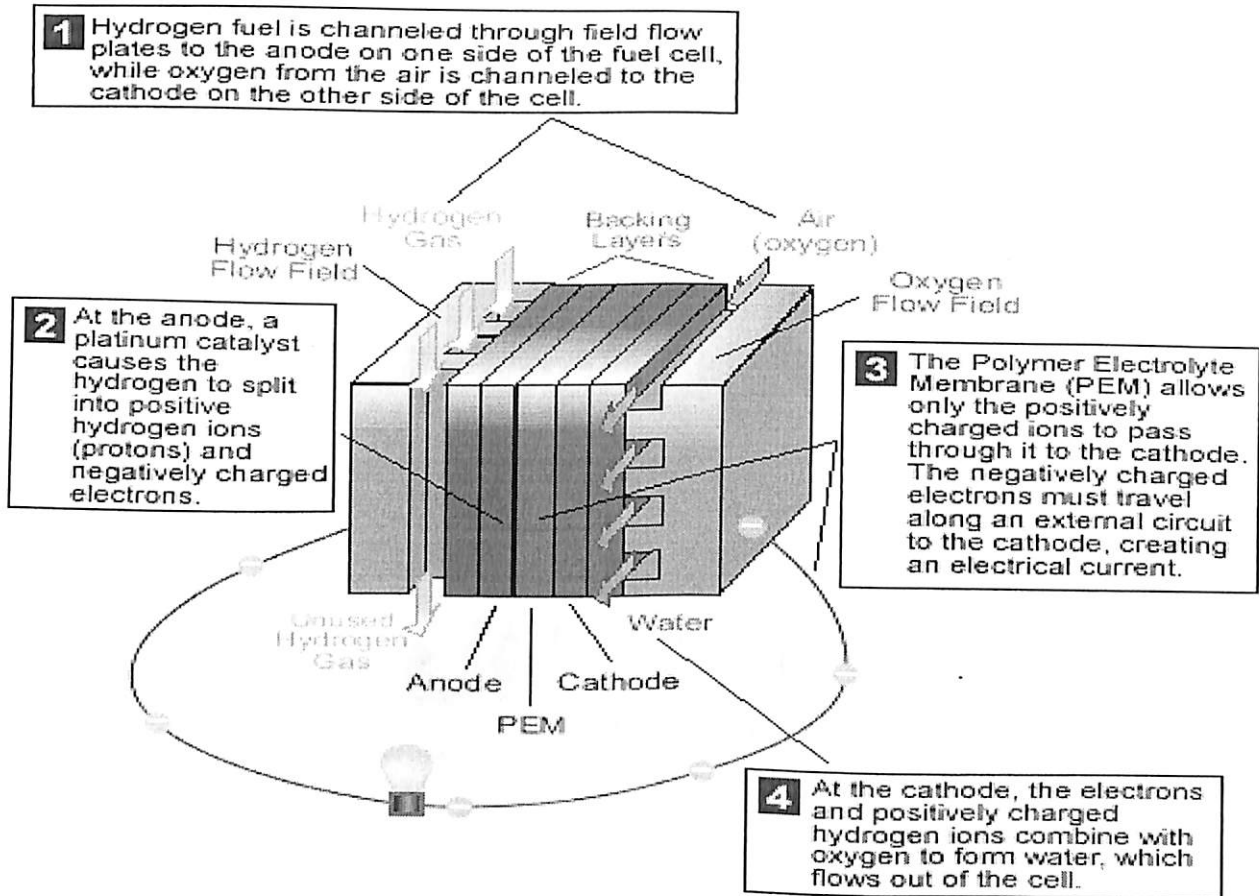 1 Hydrogen fuel is channeled through field flow
plates to the anode on one side of the fuel cell,
while oxygen from the air is channeled to the
cathode on the other side of the cell.
Hydrogen
Gas
Backing
Layers
Air
(oxygen)
Hydrogen
Flow Field
Oxygen
Flow Field
2 At the anode, a
platinum catalyst
causes the
hydrogen to split
into positive
hydrogen ions
(protons) and
negatively charged
electrons.
3 The Polymer Electrolyte
Membrane (PEM) allows
only the positively
charged ions to pass
through it to the cathode.
The negatively charged
electrons must travel
along an external circuit
to the cathode, creating
an electrical current.
Unused
Hydrogen
Gas
Water
Anode
Cathode
PEM
4 At the cathode, the electrons
and positively charged
hydrogen ions combine with
oxygen to form water, which
flows out of the cell.